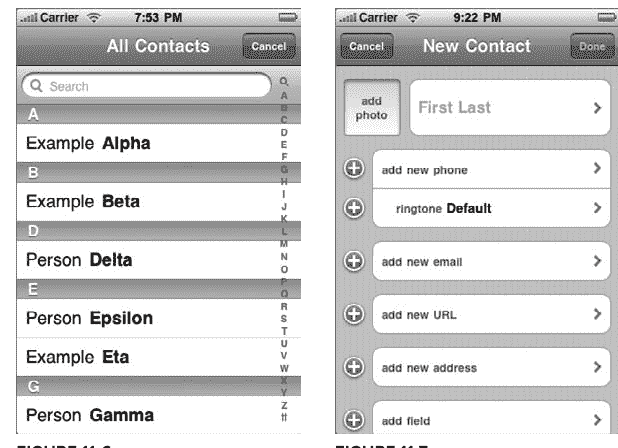 Carrier 7:53 PM
All Contacts Cancel
Search
A
Example Alpha
B
Example Beta
D
Person Delta
E
Person Epsilon
Example Eta
G
Person Gamma
A
B
C
D
E
F
G
H
I
J
K
L
M
N
O
P
Q
R
S
T
U
V
W
X
Y
Z
#
Carrier 9:22 PM
Cancel New Contact Done
add
photo
First Last
add new phone
ringtone Default
add new email
add new URL
add new address
add field